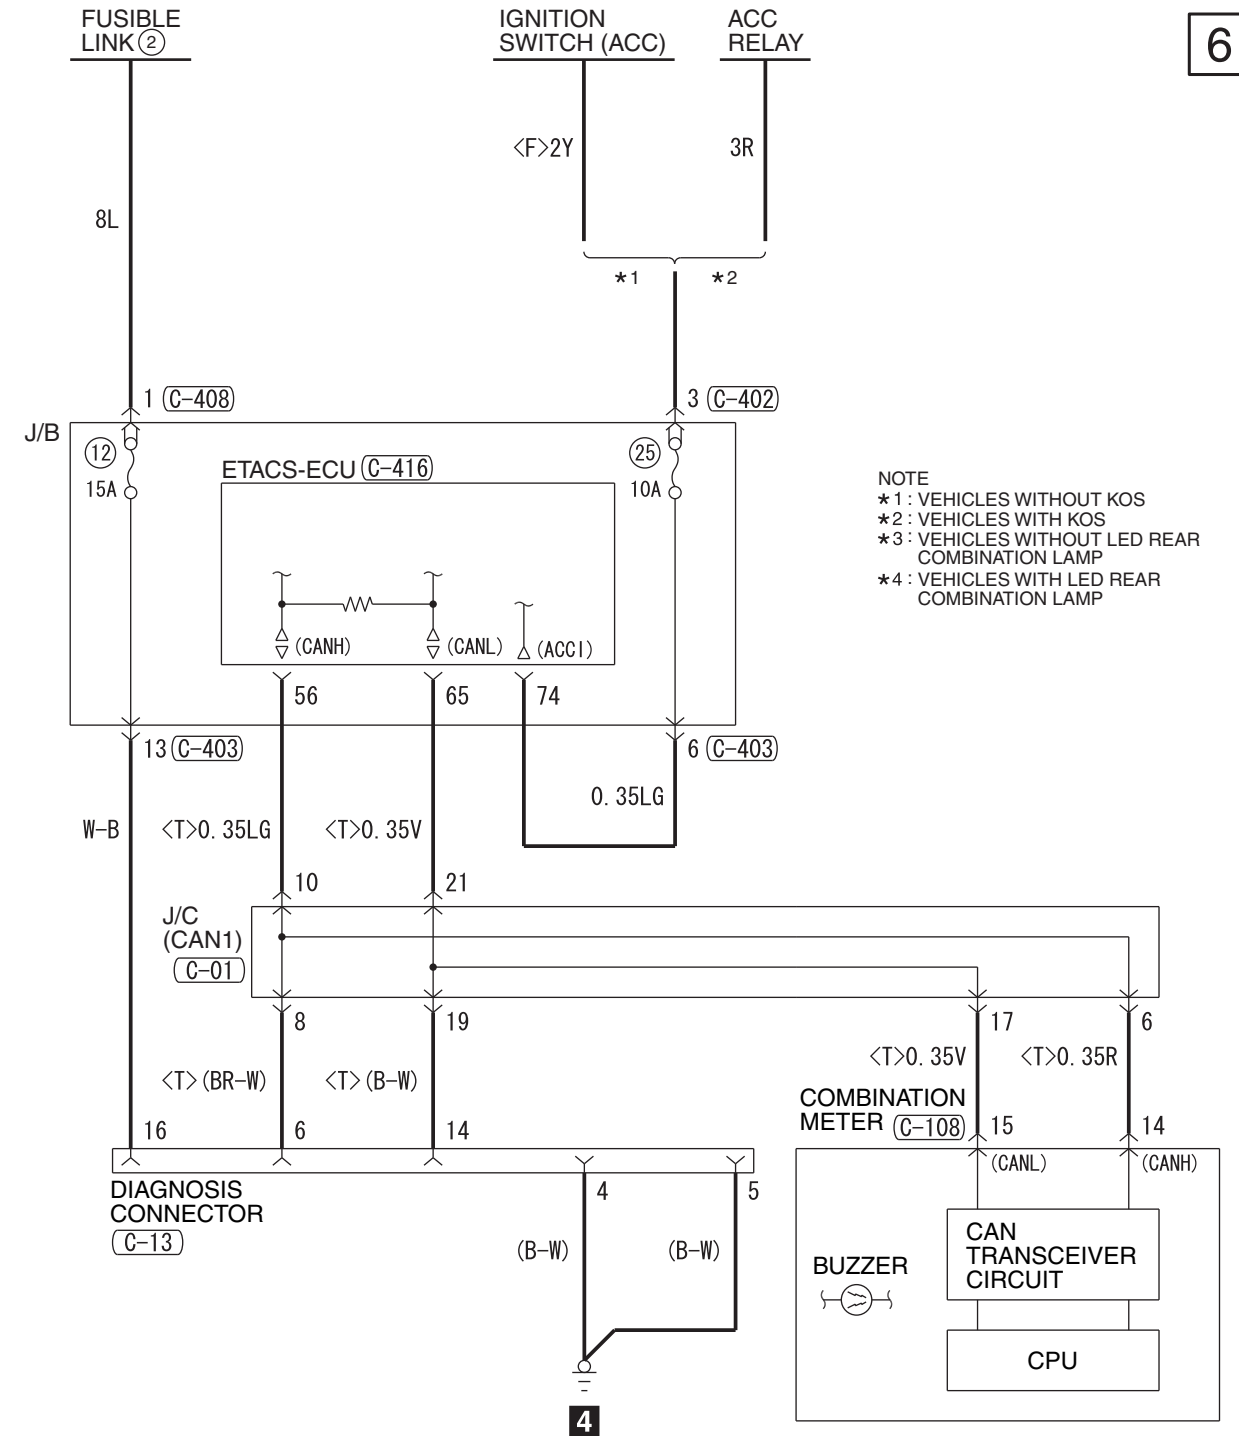 FUSIBLE
LINK ②
IGNITION
SWITCH (ACC)
ACC
RELAY
6
<F>2Y
3R
8L
*1
*2
1 C-408
3 C-402
J/B
12
15A
ETACS-ECU C-416
25
10A
NOTE
*1 : VEHICLES WITHOUT KOS
*2 : VEHICLES WITH KOS
*3 : VEHICLES WITHOUT LED REAR
COMBINATION LAMP
*4 : VEHICLES WITH LED REAR
COMBINATION LAMP
(CANH)
(CANL)
(ACCI)
56
65
74
13 C-403
6 C-403
0.35LG
W-B
<T>0.35LG
<T>0.35V
10
21
J/C
(CAN1)
C-01
8
19
17
6
<T>0.35V
<T>0.35R
<T>(BR-W)
<T>(B-W)
COMBINATION
METER C-108
15
14
16
6
14
(CANL)
(CANH)
DIAGNOSIS
CONNECTOR
C-13
4
5
(B-W)
(B-W)
CAN
TRANSCEIVER
CIRCUIT
BUZZER
CPU
4